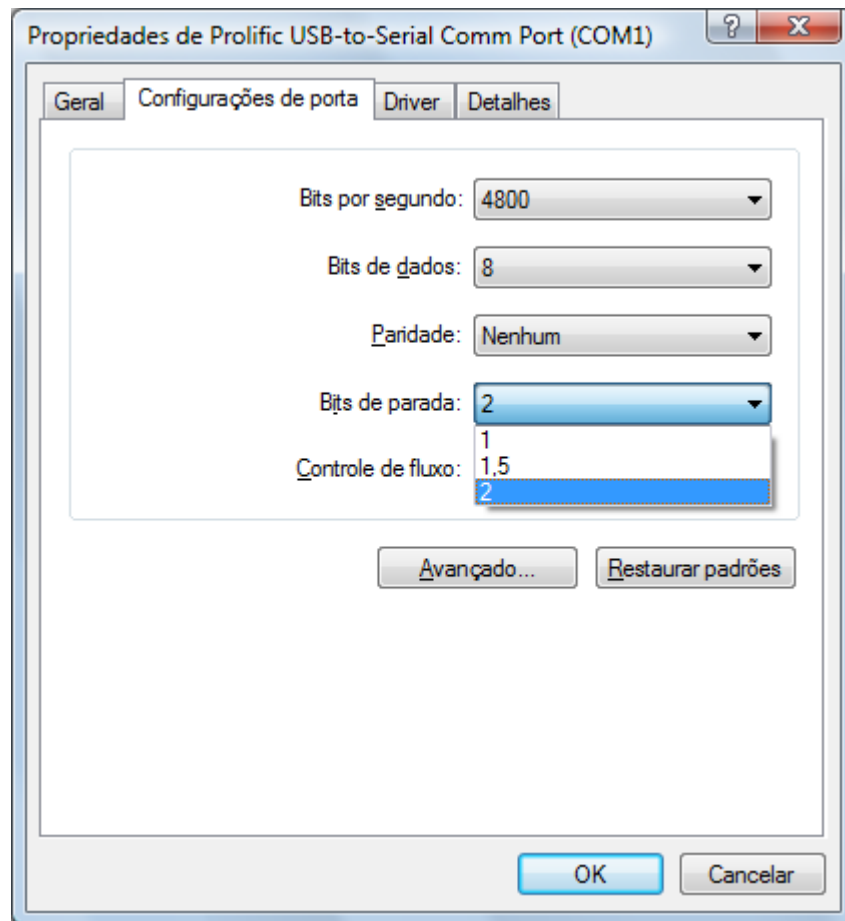 Propriedades de Prolific USB-to-Serial Comm Port (COM1)
Geral Configurações de porta Driver Detalhes
Bits por segundo: 4800
Bits de dados: 8
Paridade: Nenhum
Bits de parada: 2
1
Controle de fluxo: 1,5
2
Avançado... Restaurar padrões
OK Cancelar